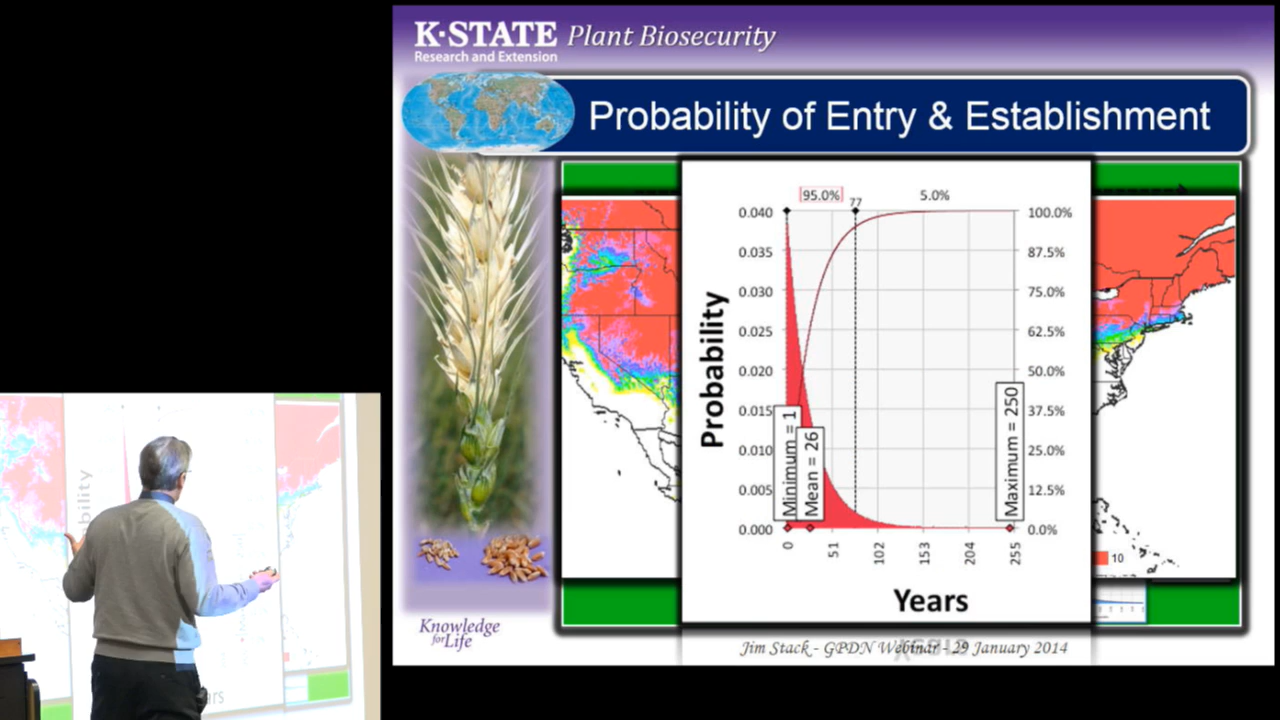 K·STATE Plant Biosecurity
Research and Extension
Probability of Entry & Establishment
95.0%
77
5.0%
0.040
0.035
0.030
0.025
0.020
0.015
0.010
0.005
0.000
100.0%
87.5%
75.0%
62.5%
50.0%
37.5%
25.0%
12.5%
0.0%
Probability
Minimum = 1
Mean = 26
Maximum = 250
0
51
102
153
204
255
Years
10
Knowledge
for Life
Jim Stack - GPDN Webinar - 29 January 2014